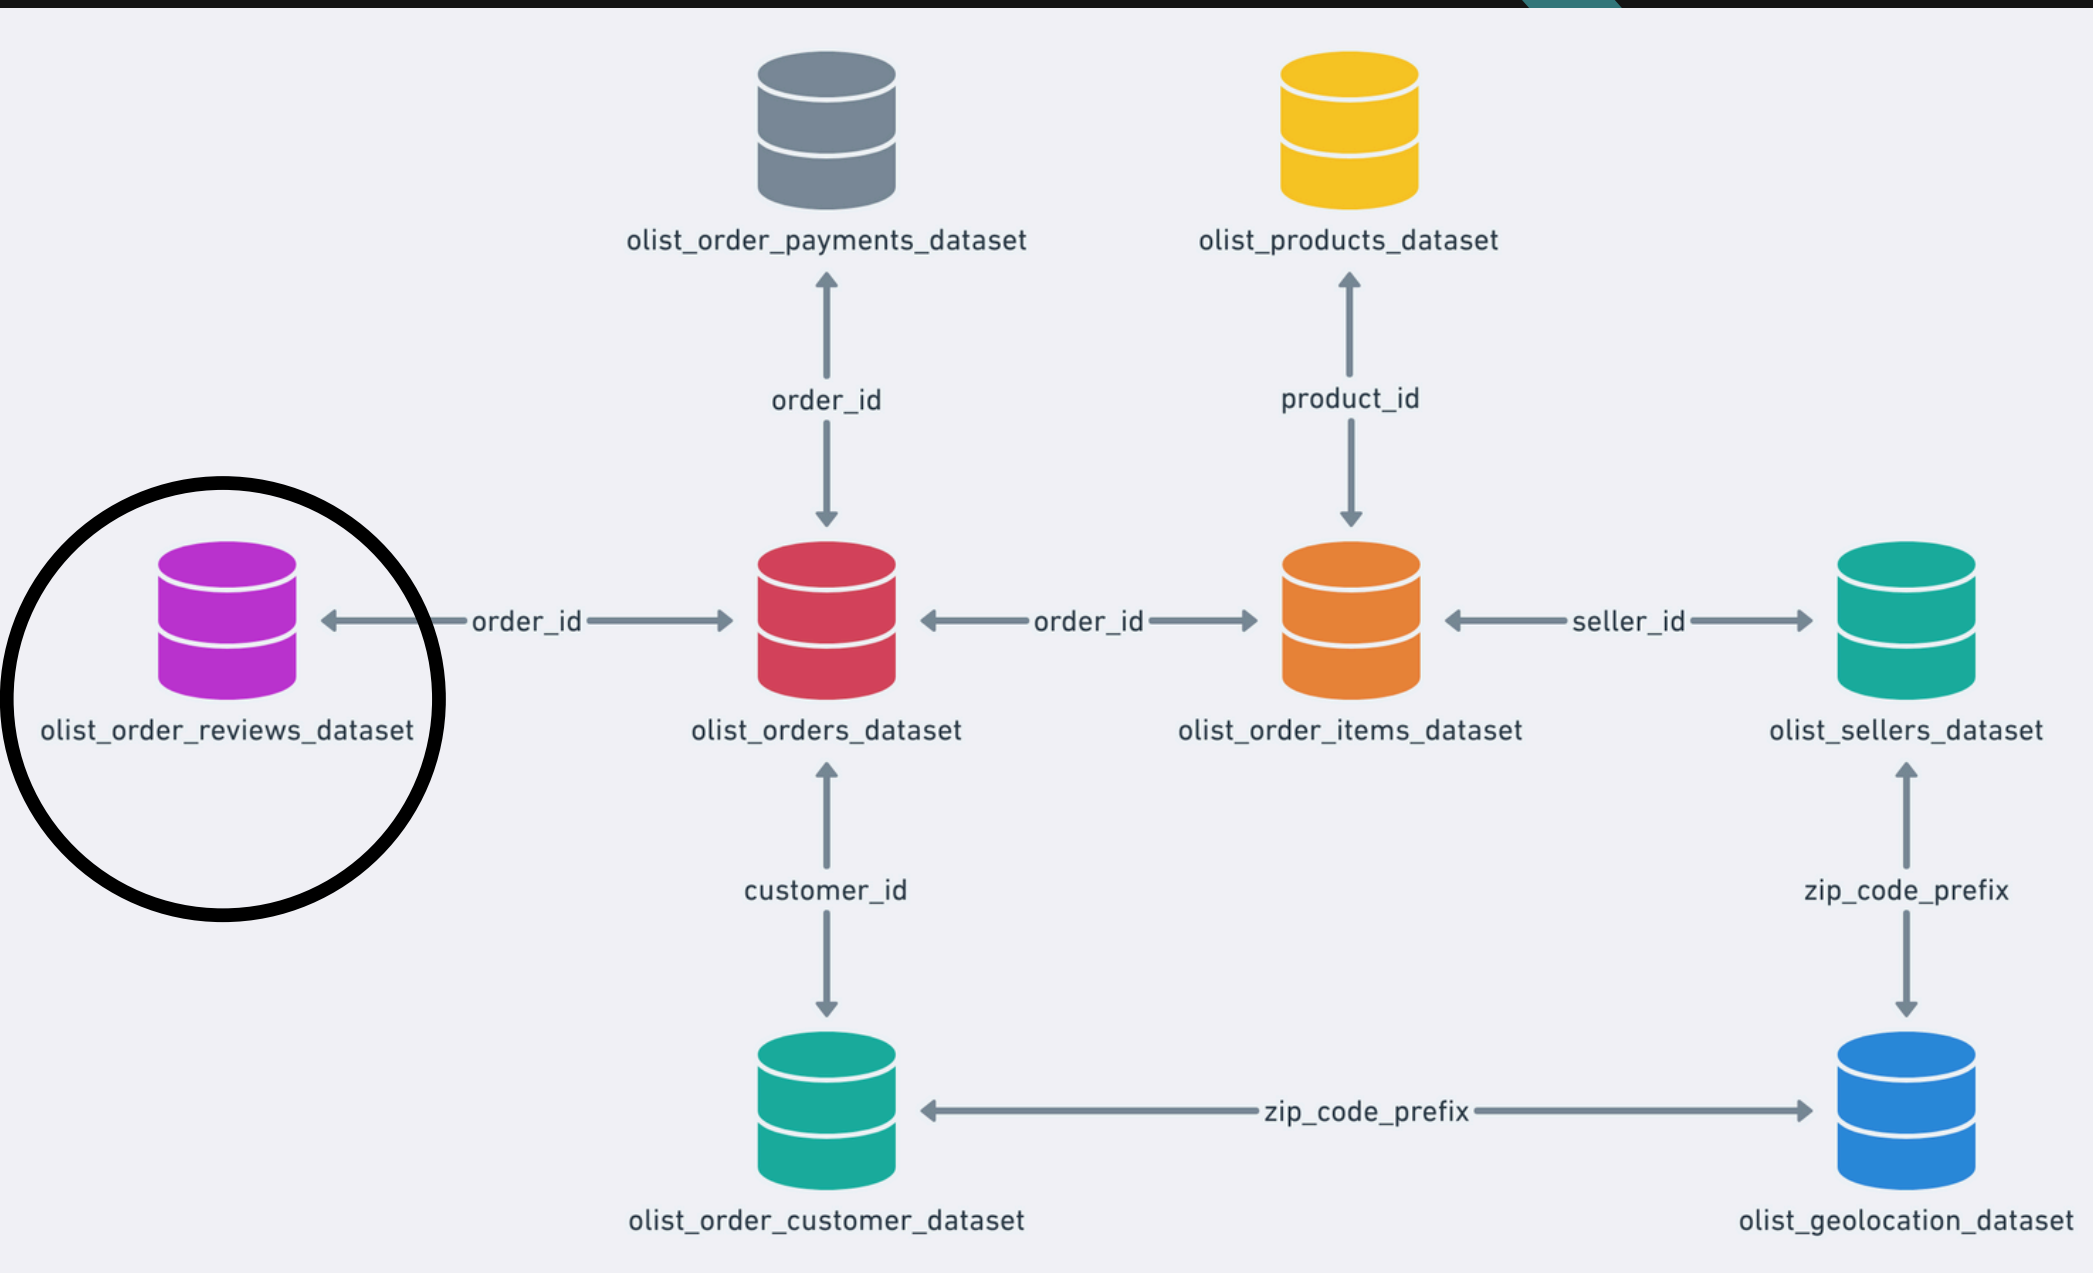 olist_order_payments_dataset
olist_products_dataset
order_id
product_id
order_id
order_id
seller_id
olist_order_reviews_dataset
olist_orders_dataset
olist_order_items_dataset
olist_sellers_dataset
customer_id
zip_code_prefix
zip_code_prefix
olist_order_customer_dataset
olist_geolocation_dataset